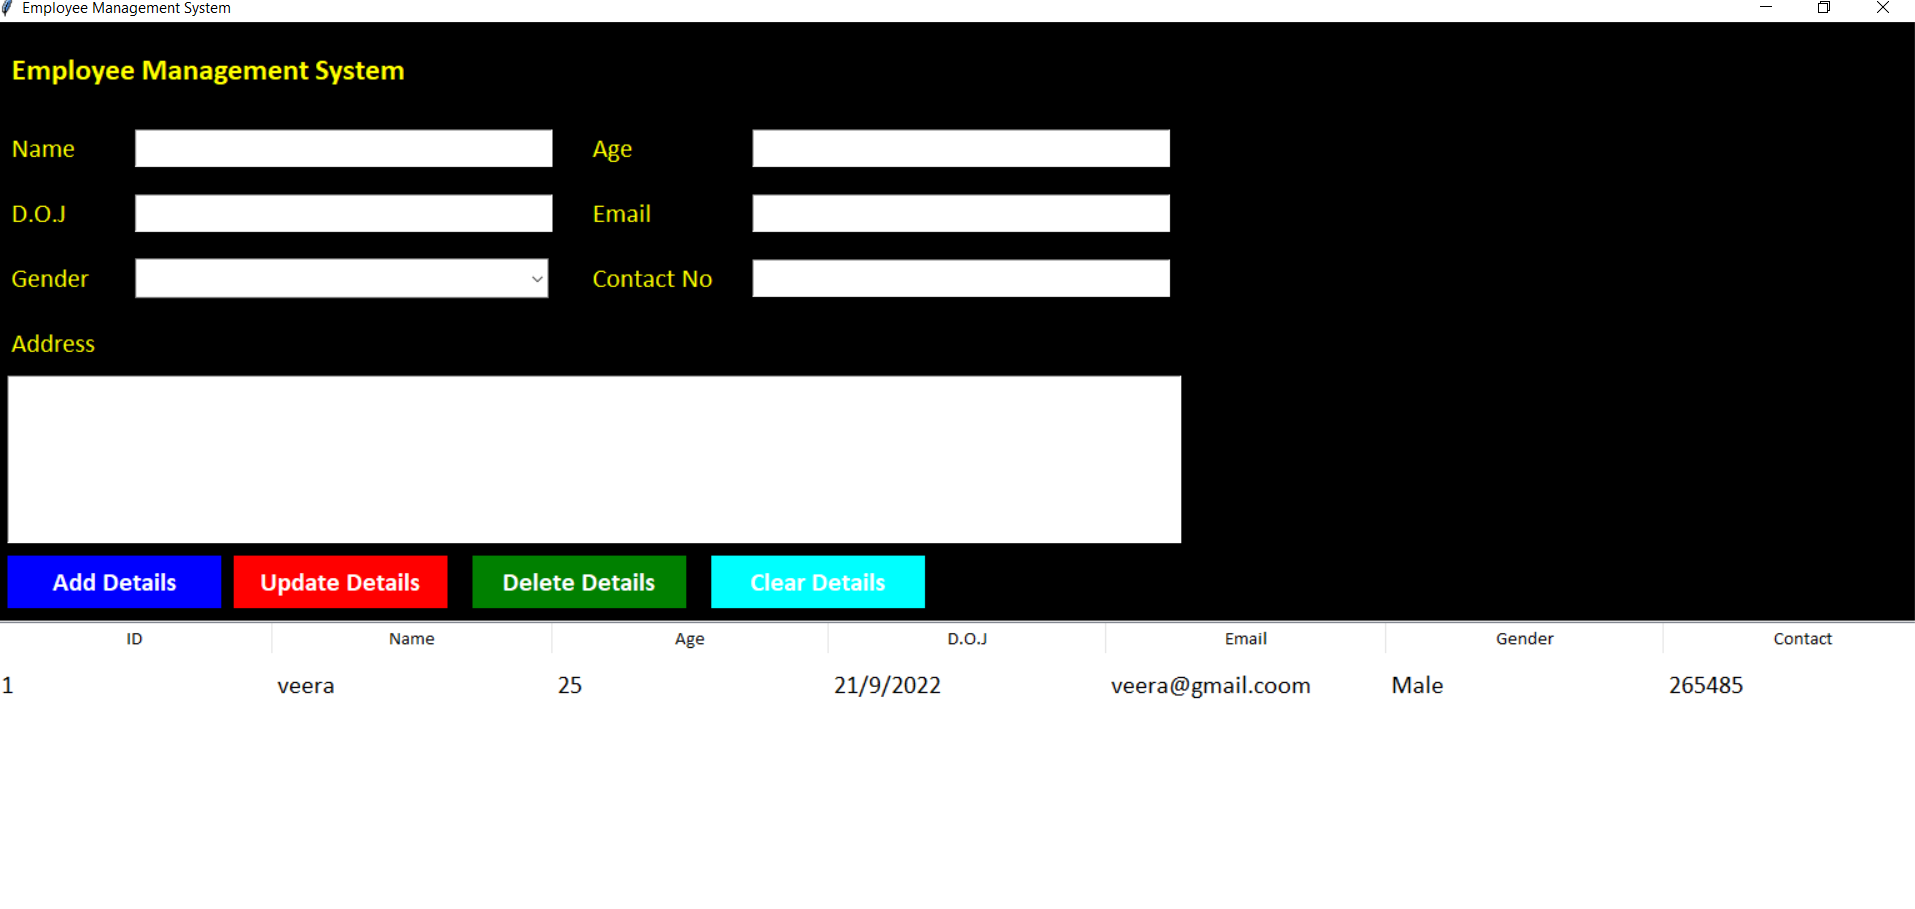 Employee Management System
Employee Management System
Name Age
D.O.J Email
Gender Contact No
Address
Add Details Update Details Delete Details Clear Details
ID Name Age D.O.J Email Gender Contact
1 veera 25 21/9/2022 veera@gmail.coom Male 265485